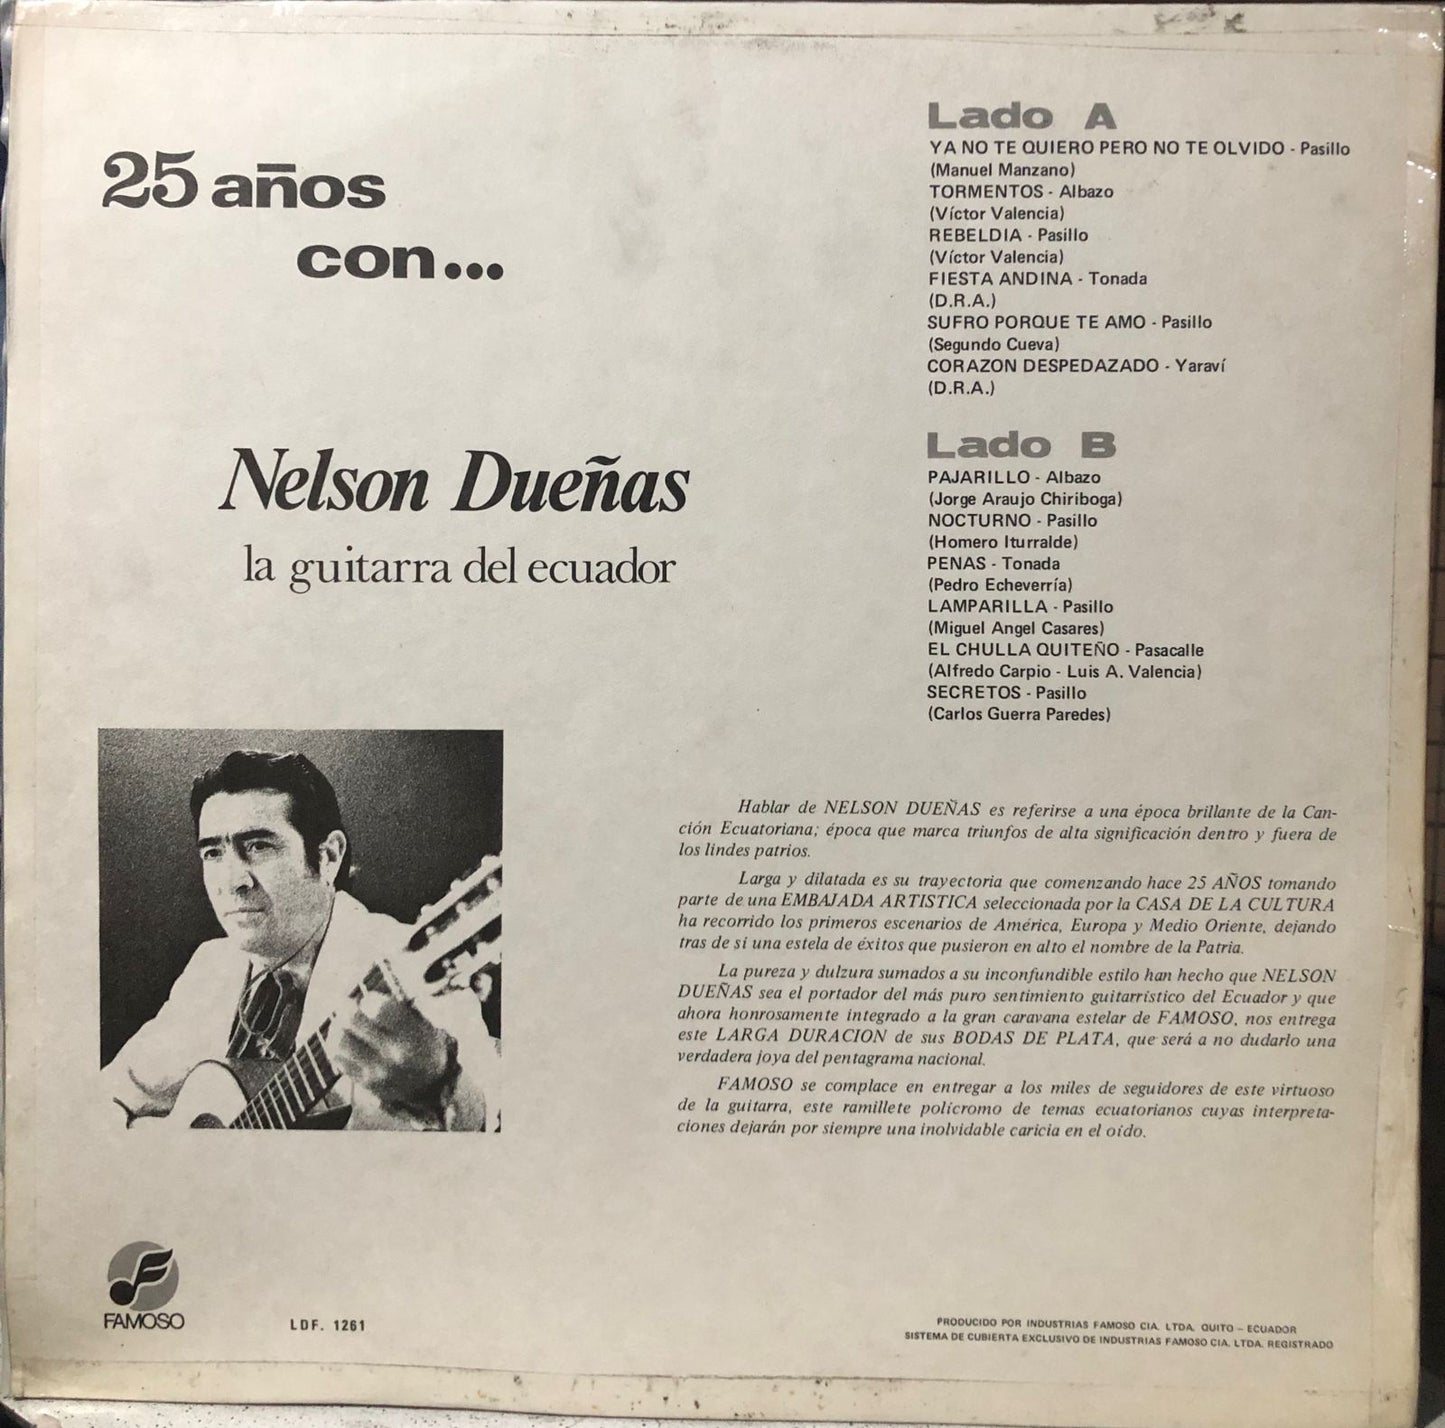 25 años
con...
Nelson Dueñas
la guitarra del ecuador
Lado A
YA NO TE QUIERO PERO NO TE OLVIDO - Pasillo
(Manuel Manzano)
TORMENTOS - Albazo
(Víctor Valencia)
REBELDIA - Pasillo
(Víctor Valencia)
FIESTA ANDINA - Tonada
(D.R.A.)
SUFRO PORQUE TE AMO - Pasillo
(Segundo Cueva)
CORAZON DESPEDAZADO - Yaraví
(D.R.A.)
Lado B
PAJARILLO - Albazo
(Jorge Araujo Chiriboga)
NOCTURNO - Pasillo
(Homero Iturralde)
PENAS - Tonada
(Pedro Echeverría)
LAMPARILLA - Pasillo
(Miguel Angel Casares)
EL CHULLA QUITEÑO - Pasacalle
(Alfredo Carpio - Luis A. Valencia)
SECRETOS - Pasillo
(Carlos Guerra Paredes)
Hablar de NELSON DUEÑAS es referirse a una época brillante de la Can-
ción Ecuatoriana; época que marca triunfos de alta significación dentro y fuera de
los lindes patrios.
Larga y dilatada es su trayectoria que comenzando hace 25 AÑOS tomando
parte de una EMBAJADA ARTISTICA seleccionada por la CASA DE LA CULTURA
ha recorrido los primeros escenarios de América, Europa y Medio Oriente, dejando
tras de sí una estela de éxitos que pusieron en alto el nombre de la Patria.
La pureza y dulzura sumados a su inconfundible estilo han hecho que NELSON
DUEÑAS sea el portador del más puro sentimiento guitarrístico del Ecuador y que
ahora honrosamente integrado a la gran caravana estelar de FAMOSO, nos entrega
este LARGA DURACION de sus BODAS DE PLATA, que será a no dudarlo una
verdadera joya del pentagrama nacional.
FAMOSO se complace en entregar a los miles de seguidores de este virtuoso
de la guitarra, este ramillete polícromo de temas ecuatorianos cuyas interpreta-
ciones dejarán por siempre una inolvidable caricia en el oído.
FAMOSO
LDF. 1261
PRODUCIDO POR INDUSTRIAS FAMOSO CIA. LTDA. QUITO – ECUADOR
SISTEMA DE CUBIERTA EXCLUSIVO DE INDUSTRIAS FAMOSO CIA. LTDA. REGISTRADO